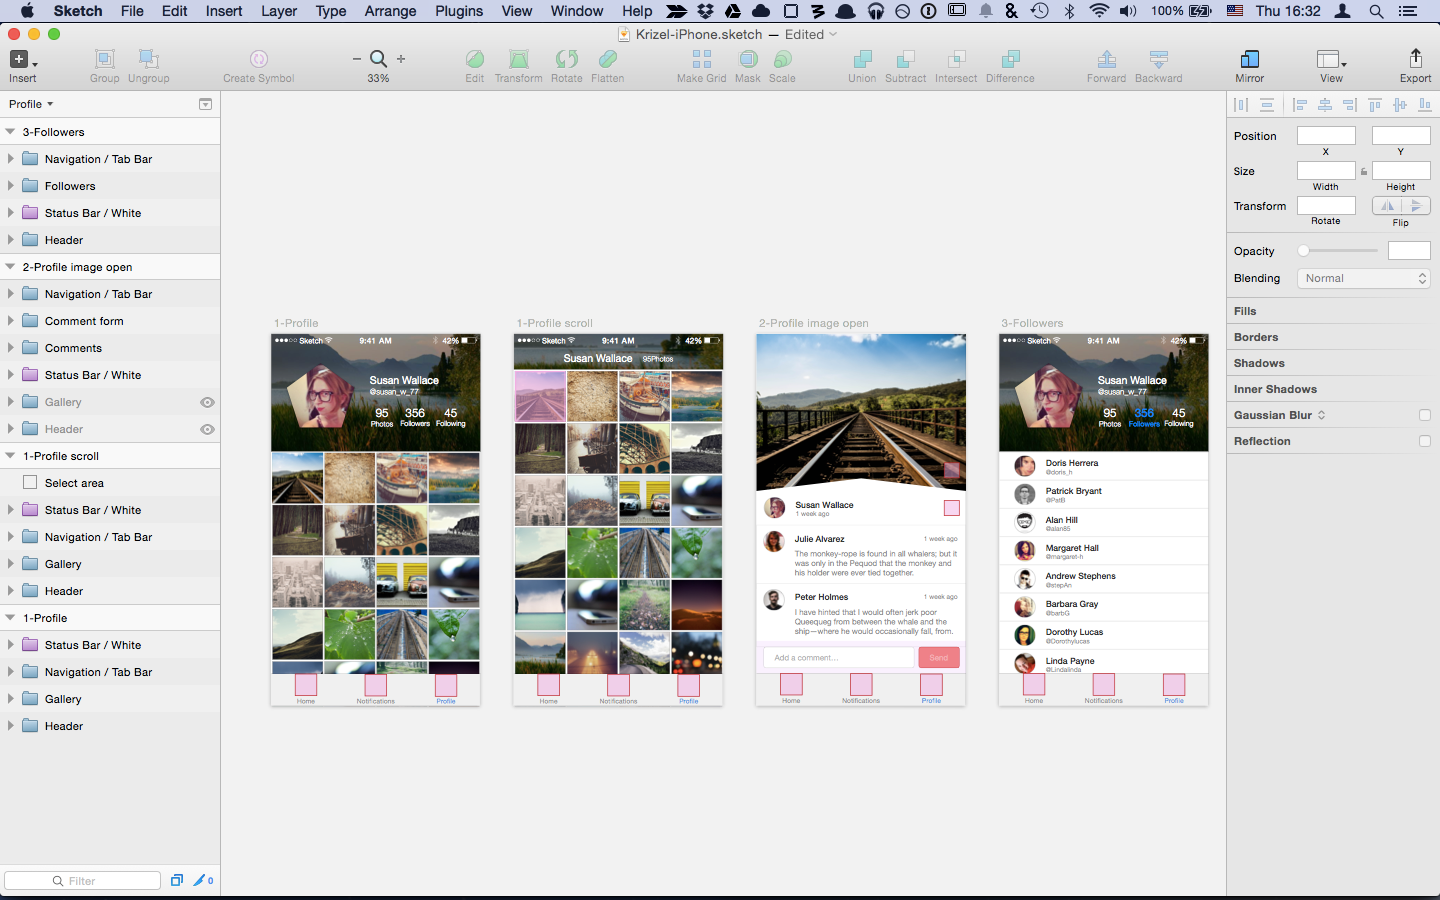 Sketch File Edit Insert Layer Type Arrange Plugins View Window Help 100% Thu 16:32
Krizel-iPhone.sketch — Edited
Insert Group Ungroup Create Symbol 33% Edit Transform Rotate Flatten Make Grid Mask Scale Union Subtract Intersect Difference Forward Backward Mirror View Export
Profile
3-Followers
Navigation / Tab Bar
Followers
Status Bar / White
Header
2-Profile image open
Navigation / Tab Bar
Comment form
Comments
Status Bar / White
Gallery
Header
1-Profile scroll
Select area
Status Bar / White
Navigation / Tab Bar
Gallery
Header
1-Profile
Status Bar / White
Navigation / Tab Bar
Gallery
Header
Filter
0
1-Profile
Sketch 9:41 AM 42%
Susan Wallace
@susan_w_77
95 356 45
Photos Followers Following
Home Notifications Profile
1-Profile scroll
Sketch 9:41 AM 42%
Susan Wallace 95Photos
Home Notifications Profile
2-Profile image open
Susan Wallace
1 week ago
Julie Alvarez 1 week ago
The monkey-rope is found in all whalers; but it
was only in the Pequod that the monkey and
his holder were ever tied together.
Peter Holmes 1 week ago
I have hinted that I would often jerk poor
Queequeg from between the whale and the
ship—where he would occasionally fall, from.
Add a comment... Send
Home Notifications Profile
3-Followers
Sketch 9:41 AM 42%
Susan Wallace
@susan_w_77
95 356 45
Photos Followers Following
Doris Herrera
@doris_h
Patrick Bryant
@PatB
Alan Hill
@alan85
Margaret Hall
@margaret-h
Andrew Stephens
@stepAn
Barbara Gray
@barbG
Dorothy Lucas
@Dorothylucas
Linda Payne
@Lindalinda
Home Notifications Profile
Position
X Y
Size
Width Height
Transform
Rotate Flip
Opacity
Blending Normal
Fills
Borders
Shadows
Inner Shadows
Gaussian Blur
Reflection